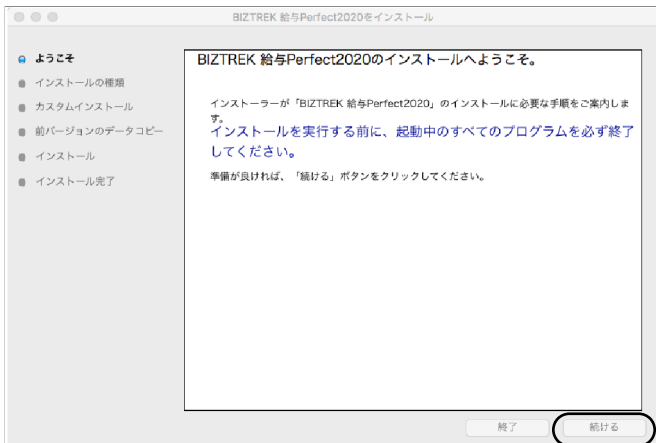 BIZTREK 給与Perfect2020をインストール
ようこそ
インストールの種類
カスタムインストール
前バージョンのデータコピー
インストール
インストール完了
BIZTREK 給与Perfect2020のインストールへようこそ。
インストーラーが「BIZTREK 給与Perfect2020」のインストールに必要な手順をご案内しま
す。
インストールを実行する前に、起動中のすべてのプログラムを必ず終了
してください。
準備が良ければ、「続ける」ボタンをクリックしてください。
終了
続ける